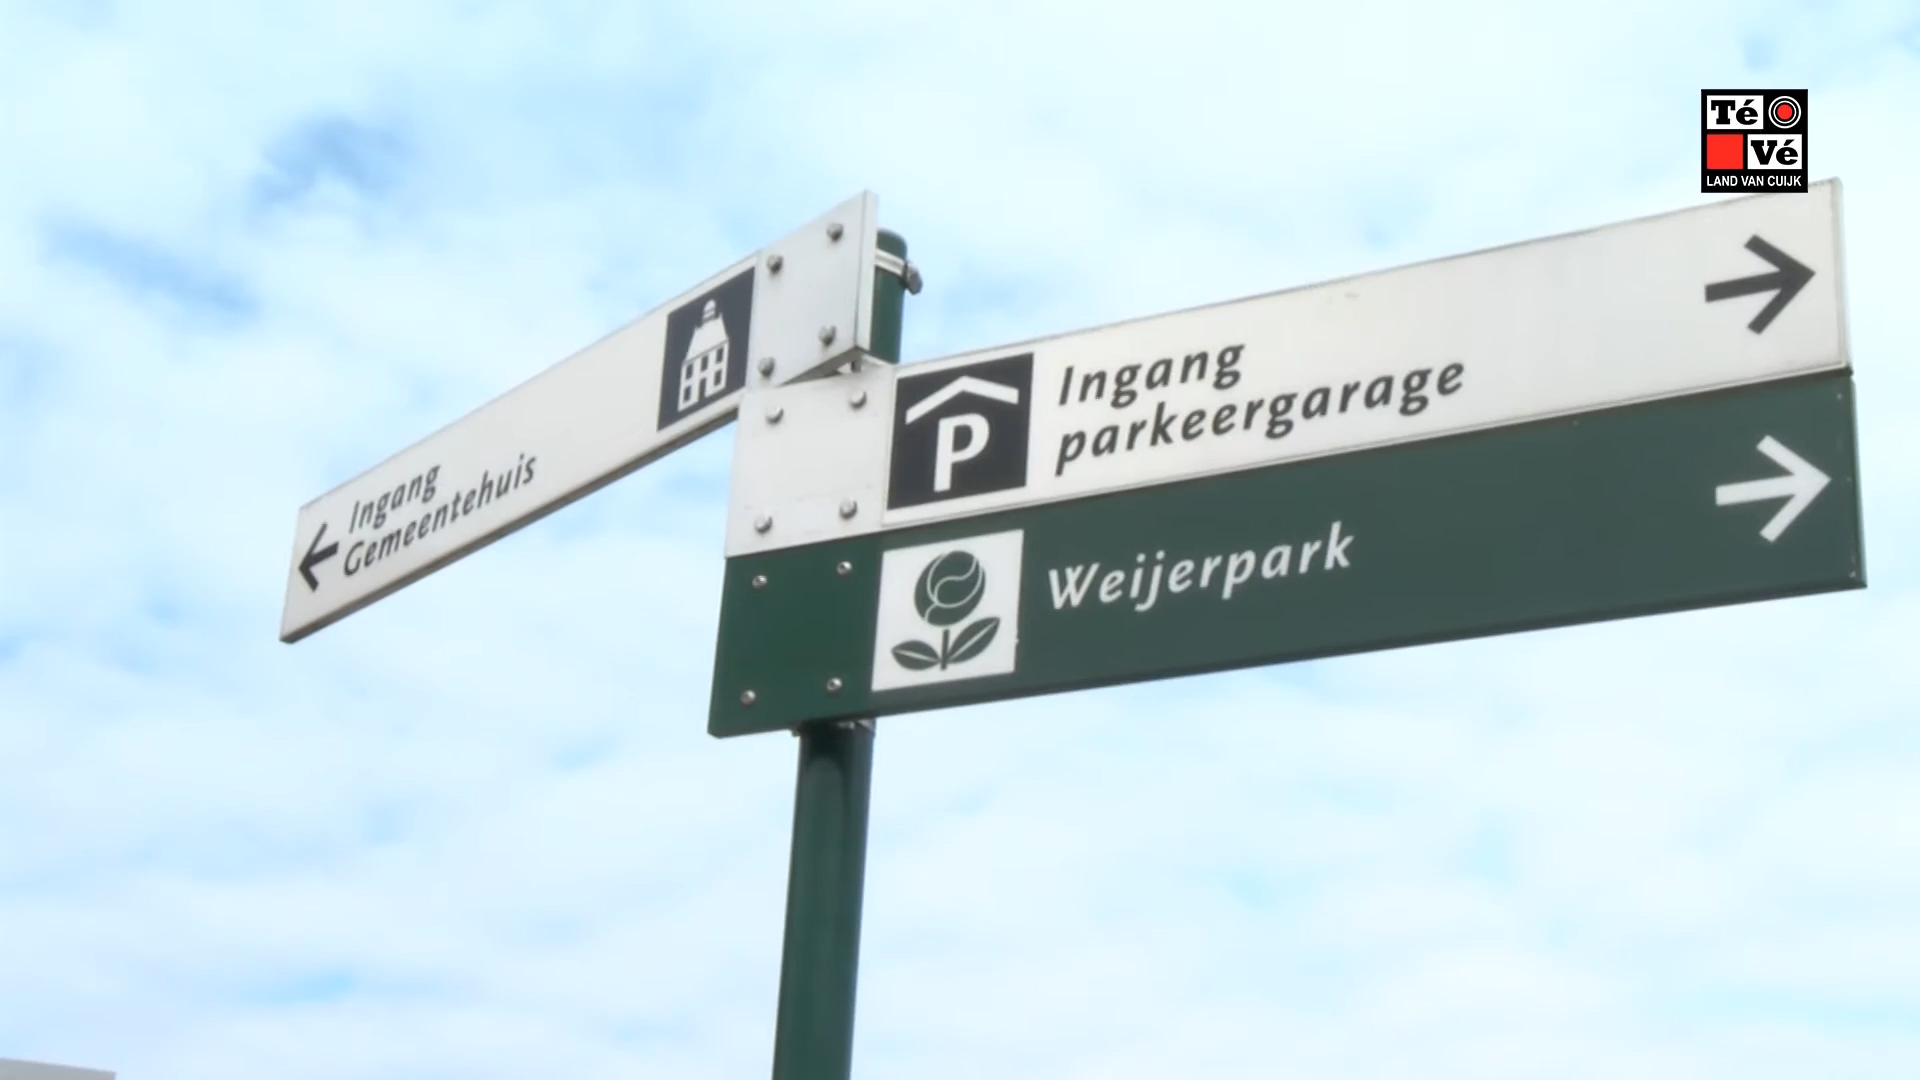 Té
Vé
LAND VAN CUIJK
Ingang
Gemeentehuis
P
Ingang
parkeergarage
Weijerpark